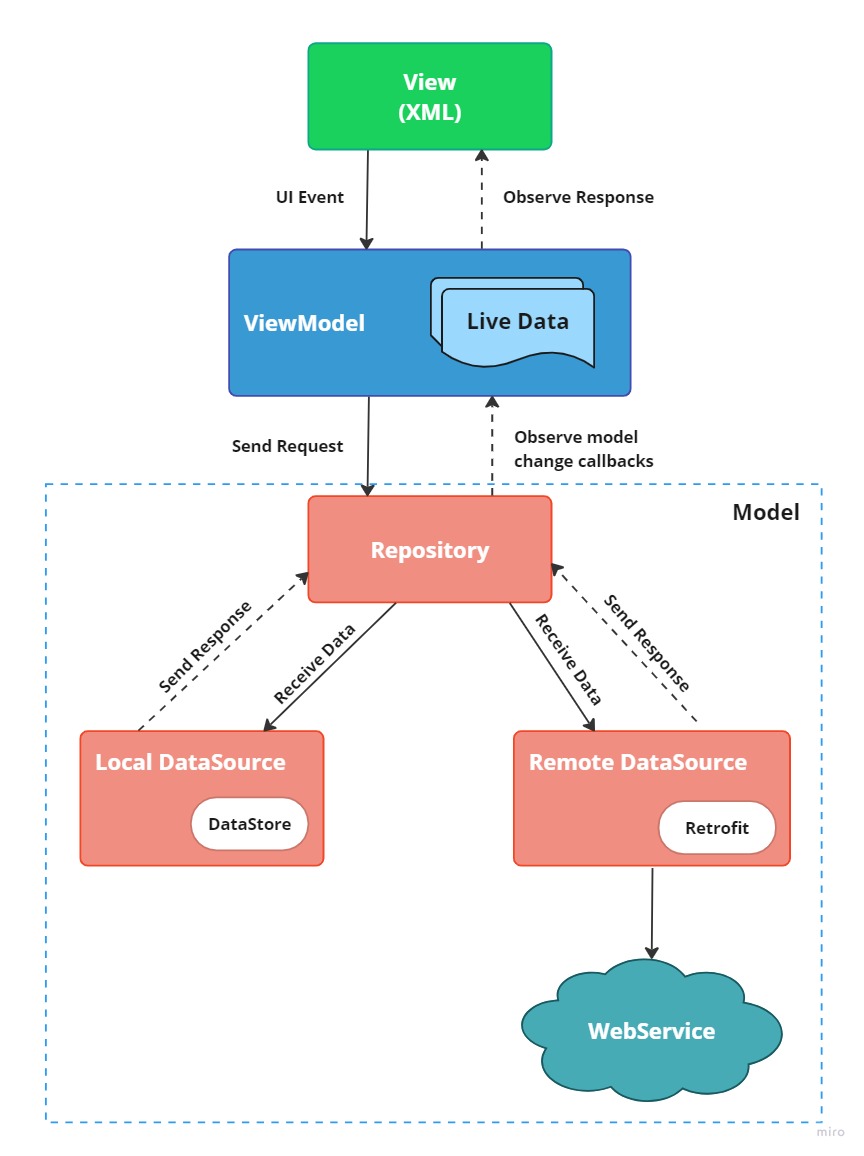 View
(XML)
UI Event
Observe Response
ViewModel
Live Data
Send Request
Observe model
change callbacks
Model
Repository
Send Response
Receive Data
Receive Data
Send Response
Local DataSource
DataStore
Remote DataSource
Retrofit
WebService
miro